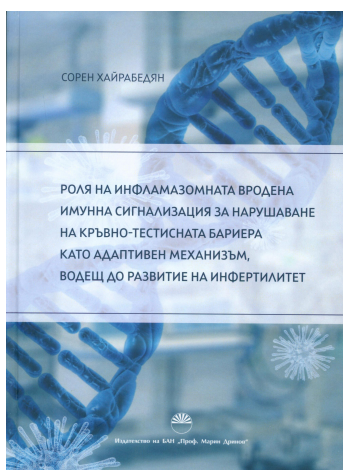 СОРЕН ХАЙРАБЕДЯН
РОЛЯ НА ИНФЛАМАЗОМНАТА ВРОДЕНА
ИМУННА СИГНАЛИЗАЦИЯ ЗА НАРУШАВАНЕ
НА КРЪВНО-ТЕСТИСНАТА БАРИЕРА
КАТО АДАПТИВЕН МЕХАНИЗЪМ,
ВОДЕЩ ДО РАЗВИТИЕ НА ИНФЕРТИЛИТЕТ
Издателство на БАН „Проф. Марин Дринов“